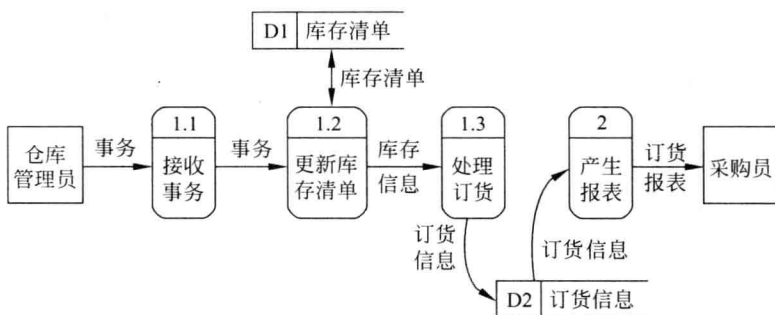 D1 库存清单
库存清单
仓库
管理员
事务
1.1
接收
事务
事务
1.2
更新库
存清单
库存
信息
1.3
处理
订货
2
产生
报表
订货
报表
采购员
订货
信息
订货信息
D2 订货信息